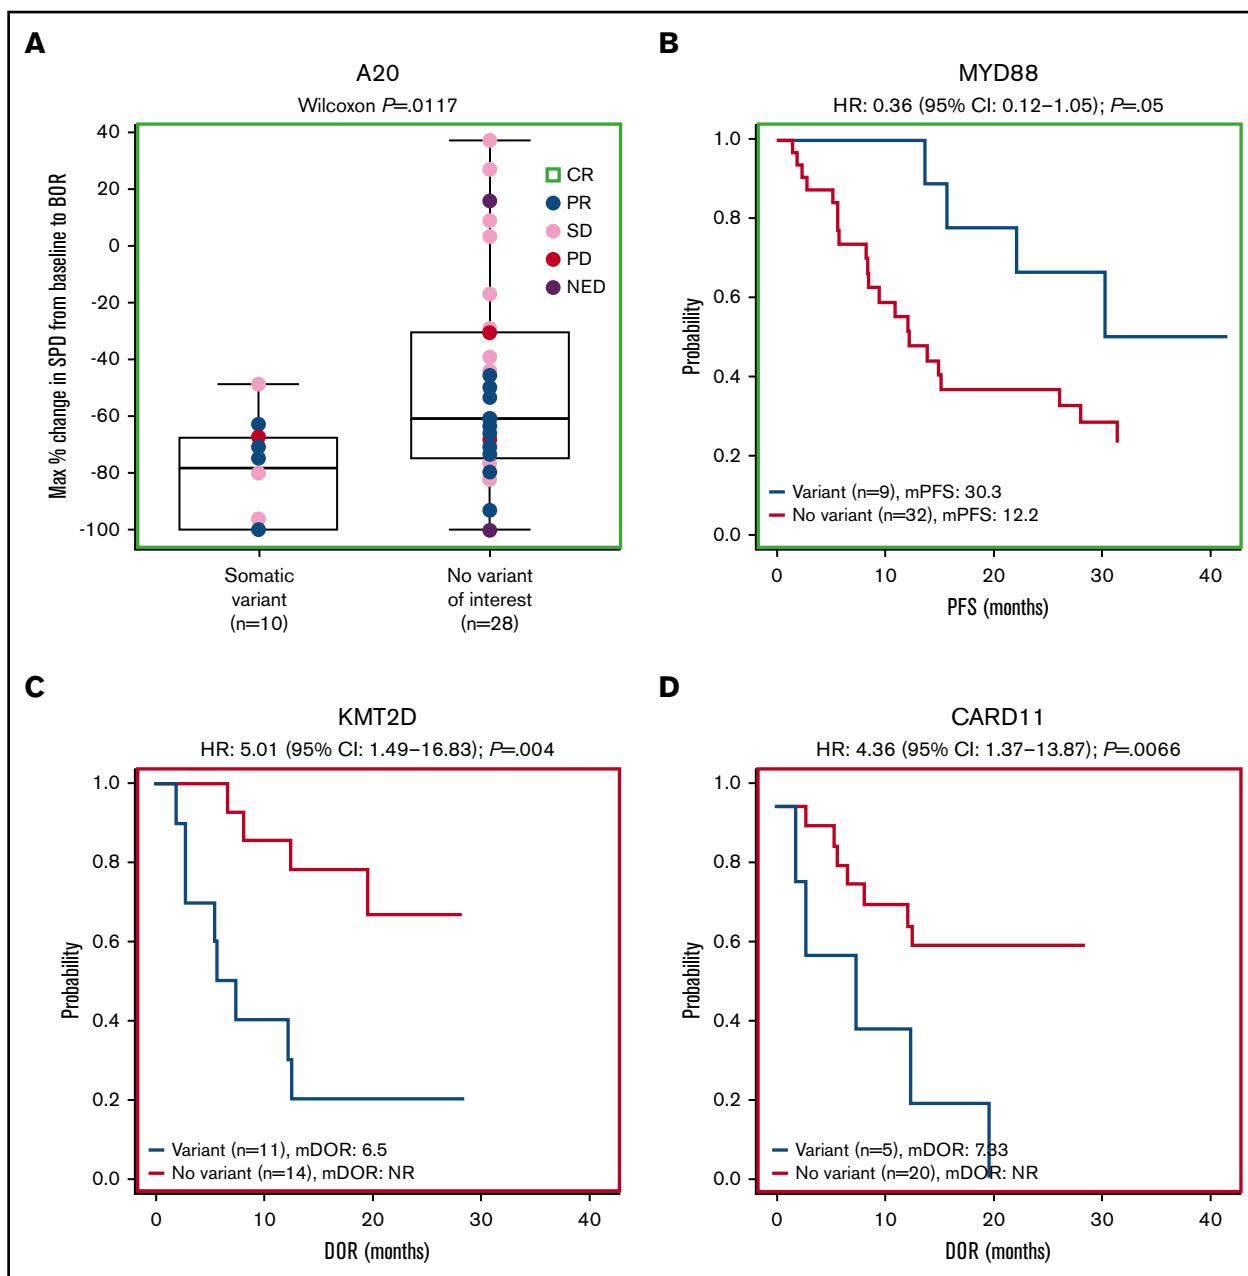 A
A20
Wilcoxon P=.0117
Max % change in SPD from baseline to BOR
40
20
0
-20
-40
-60
-80
-100
CR
PR
SD
PD
NED
Somatic
variant
(n=10)
No variant
of interest
(n=28)
B
MYD88
HR: 0.36 (95% CI: 0.12–1.05); P=.05
Probability
1.0
0.8
0.6
0.4
0.2
0.0
Variant (n=9), mPFS: 30.3
No variant (n=32), mPFS: 12.2
0 10 20 30 40
PFS (months)
C
KMT2D
HR: 5.01 (95% CI: 1.49–16.83); P=.004
Probability
1.0
0.8
0.6
0.4
0.2
0.0
Variant (n=11), mDOR: 6.5
No variant (n=14), mDOR: NR
0 10 20 30 40
DOR (months)
D
CARD11
HR: 4.36 (95% CI: 1.37–13.87); P=.0066
Probability
1.0
0.8
0.6
0.4
0.2
0.0
Variant (n=5), mDOR: 7.33
No variant (n=20), mDOR: NR
0 10 20 30 40
DOR (months)